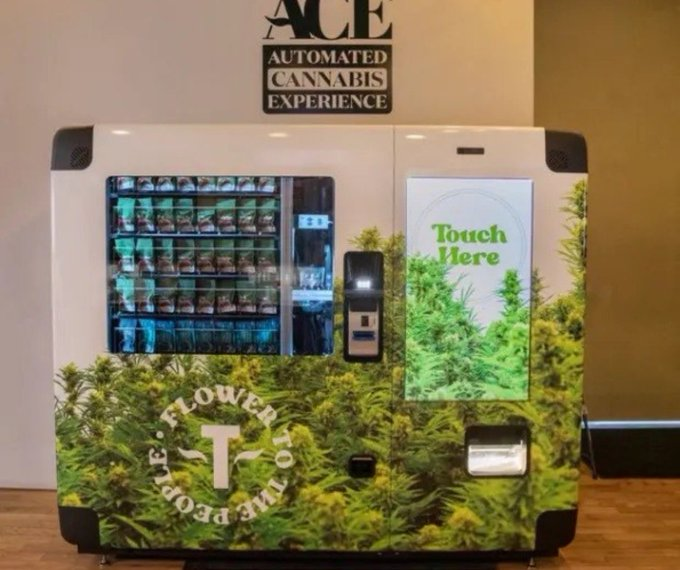 ACE
AUTOMATED
CANNABIS
EXPERIENCE
Touch
Here
FLOWER TO THE PEOPLE
T